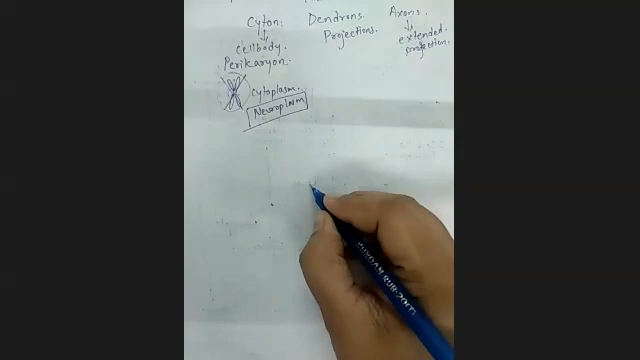 Cyton; Dendrons. Axons.
↓ Projections. ↓
cellbody. extended
Perikaryon. projection.
Cytoplasm.
Neuroplasm